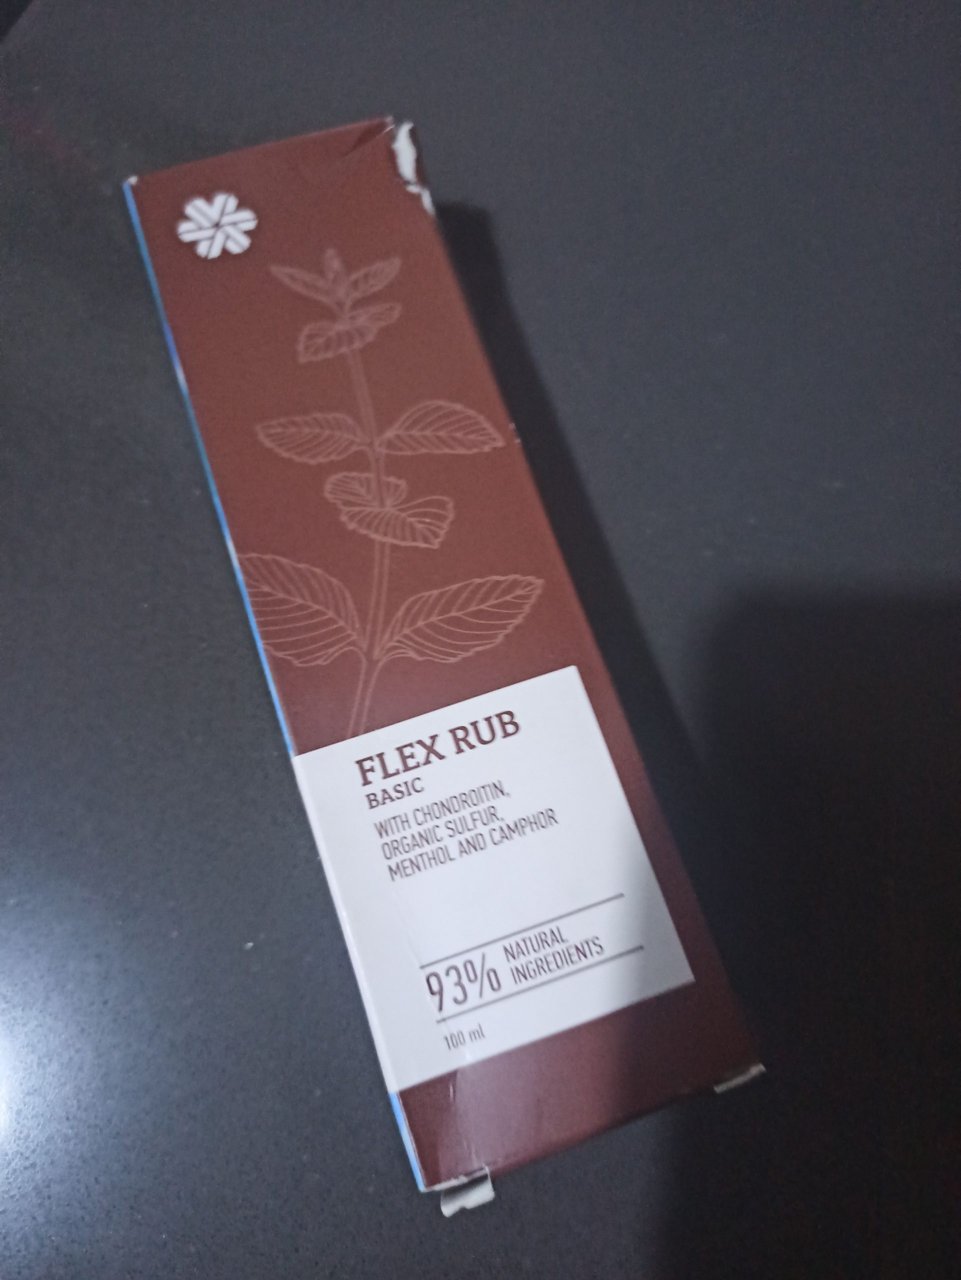 FLEX RUB
BASIC
WITH CHONDROITIN,
ORGANIC SULFUR,
MENTHOL AND CAMPHOR
93% NATURAL
INGREDIENTS
100 ml